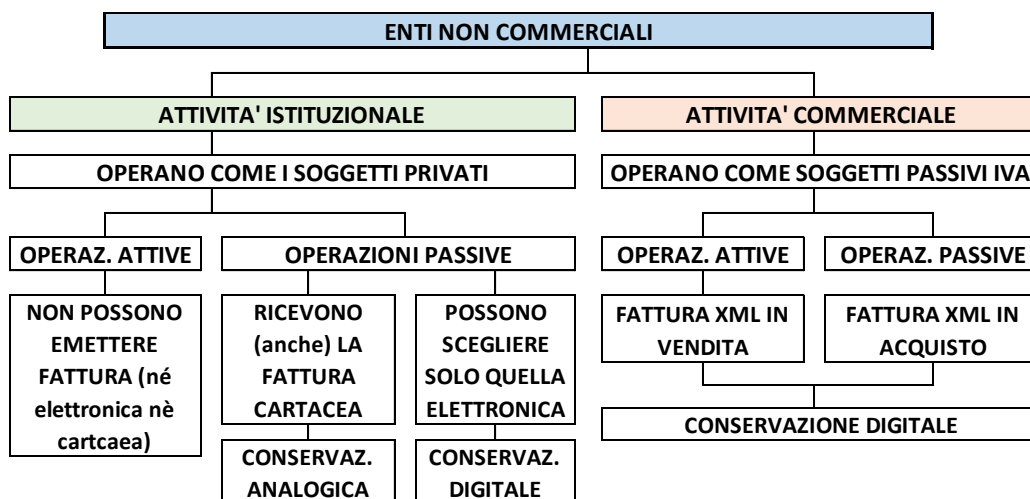 ENTI NON COMMERCIALI
ATTIVITA' ISTITUZIONALE
ATTIVITA' COMMERCIALE
OPERANO COME I SOGGETTI PRIVATI
OPERANO COME SOGGETTI PASSIVI IVA
OPERAZ. ATTIVE
OPERAZIONI PASSIVE
OPERAZ. ATTIVE
OPERAZ. PASSIVE
NON POSSONO
EMETTERE
FATTURA (né
elettronica nè
cartcaea)
RICEVONO
(anche) LA
FATTURA
CARTACEA
POSSONO
SCEGLIERE
SOLO QUELLA
ELETTRONICA
FATTURA XML IN
VENDITA
FATTURA XML IN
ACQUISTO
CONSERVAZ.
ANALOGICA
CONSERVAZ.
DIGITALE
CONSERVAZIONE DIGITALE